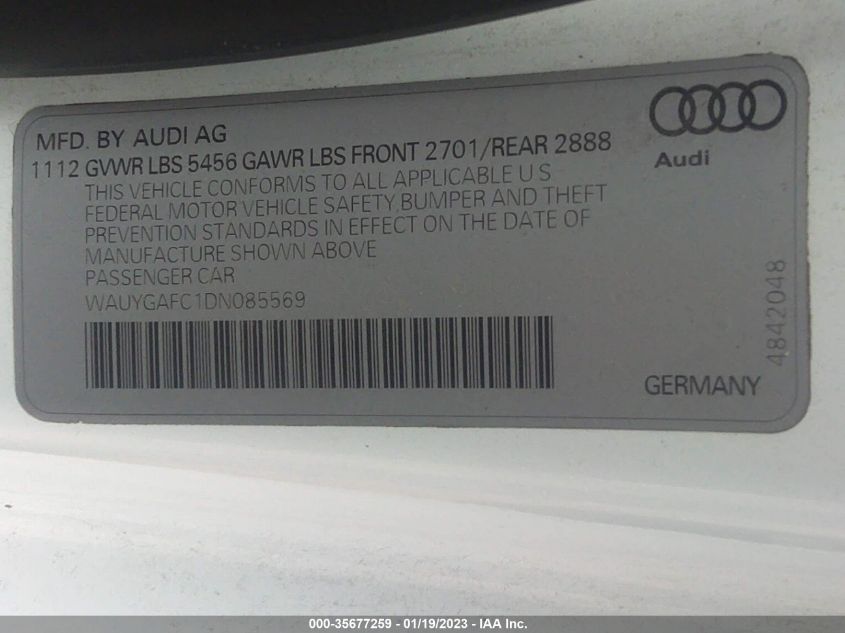 MFD. BY AUDI AG
1112 GVWR LBS 5456 GAWR LBS FRONT 2701/REAR 2888
THIS VEHICLE CONFORMS TO ALL APPLICABLE U S
FEDERAL MOTOR VEHICLE SAFETY, BUMPER AND THEFT
PREVENTION STANDARDS IN EFFECT ON THE DATE OF
MANUFACTURE SHOWN ABOVE
PASSENGER CAR
WAUYGAFC1DN085569
Audi
4842048
GERMANY
000-35677259 - 01/19/2023 - IAA Inc.